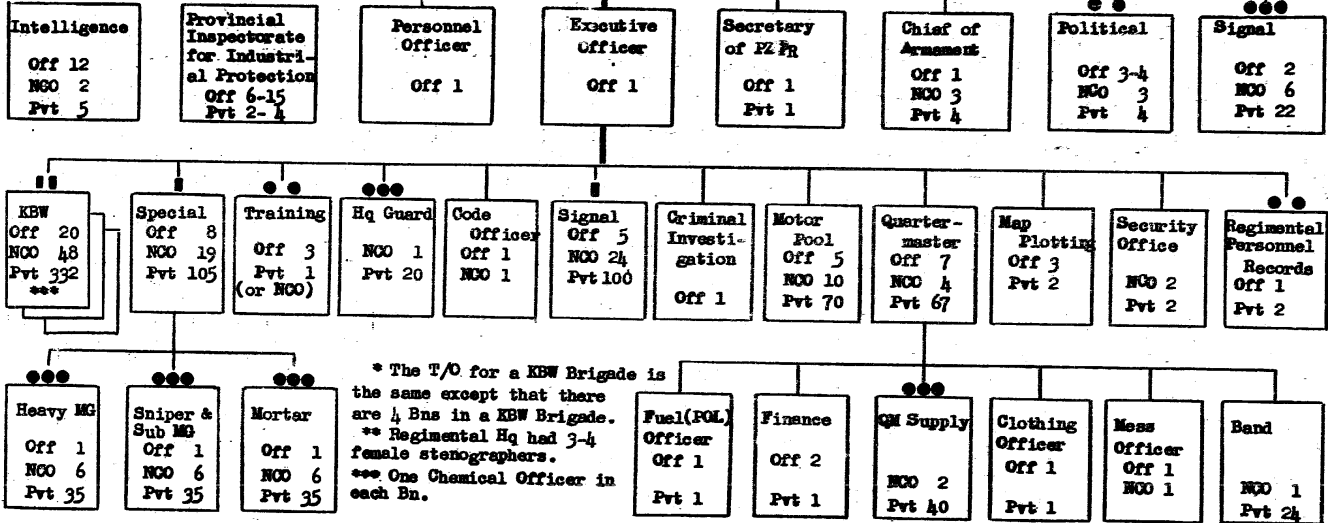 Intelligence
Off 12
NCO 2
Pvt 5
Provincial
Inspectorate
for Industri-
al Protection
Off 6-15
Pvt 2-4
Personnel
Officer
Off 1
Executive
Officer
Off 1
Secretary
of PZPR
Off 1
Pvt 1
Chief of
Armament
Off 1
NCO 3
Pvt 4
Political
Off 3-4
NCO 3
Pvt 4
Signal
Off 2
NCO 6
Pvt 22
KBW
Off 20
NCO 48
Pvt 332
***
Special
Off 8
NCO 19
Pvt 105
Training
Off 3
Pvt 1
(or NCO)
Hq Guard
NCO 1
Pvt 20
Code
Officer
Off 1
NCO 1
Signal
Off 5
NCO 24
Pvt 100
Criminal
Investi-
gation
Off 1
Motor
Pool
Off 5
NCO 10
Pvt 70
Quarter-
master
Off 7
NCO 4
Pvt 67
Map
Plotting
Off 3
Pvt 2
Security
Office
NCO 2
Pvt 2
Regimental
Personnel
Records
Off 1
Pvt 2
Heavy MG
Off 1
NCO 6
Pvt 35
Sniper &
Sub MG
Off 1
NCO 6
Pvt 35
Mortar
Off 1
NCO 6
Pvt 35
* The T/O for a KBW Brigade is
the same except that there
are 4 Bns in a KBW Brigade.
** Regimental Hq had 3-4
female stenographers.
*** One Chemical Officer in
each Bn.
Fuel(POL)
Officer
Off 1
Pvt 1
Finance
Off 2
Pvt 1
QM Supply
NCO 2
Pvt 40
Clothing
Officer
Off 1
Pvt 1
Mess
Officer
Off 1
NCO 1
Band
NCO 1
Pvt 24